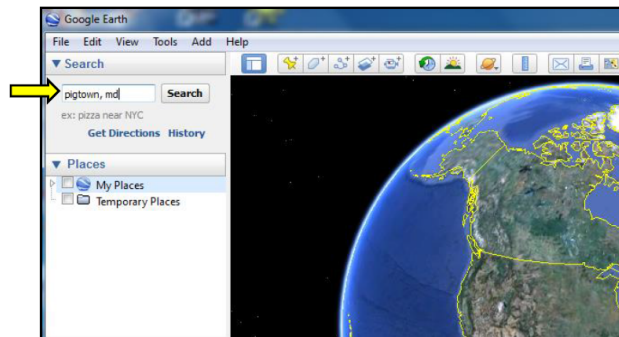 Google Earth
File Edit View Tools Add Help
Search
pigtown, md
Search
ex: pizza near NYC
Get Directions History
Places
My Places
Temporary Places